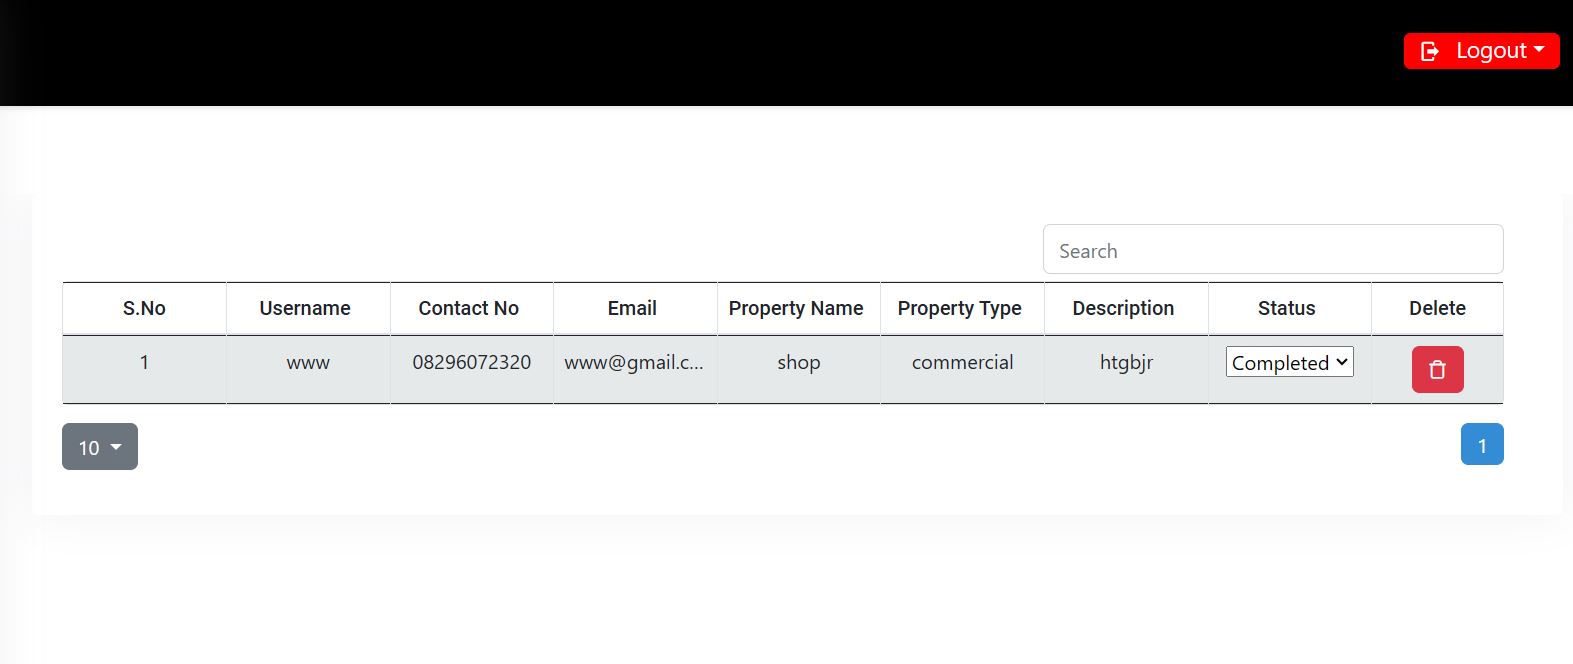 Logout
Search
S.No Username Contact No Email Property Name Property Type Description Status Delete
1 www 08296072320 www@gmail.c... shop commercial htgbjr Completed
10 1